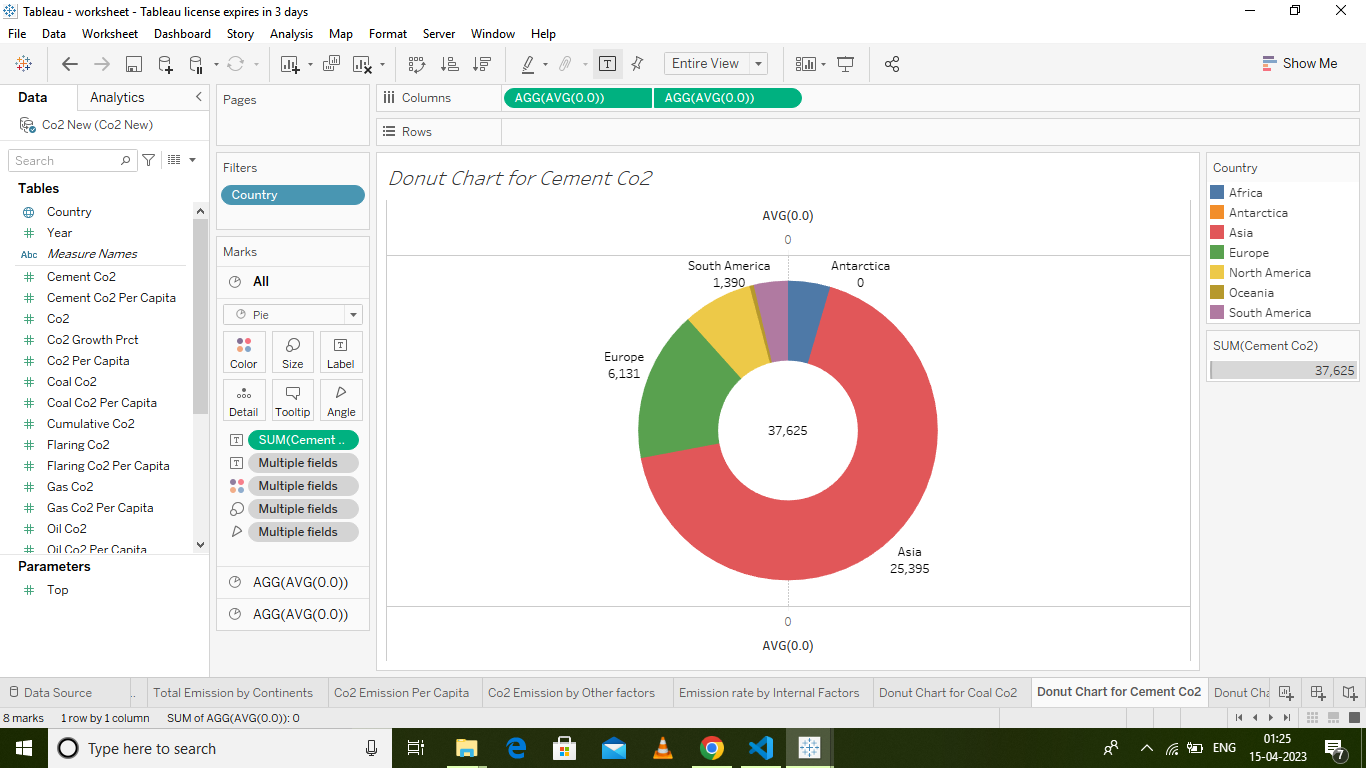 Tableau - worksheet - Tableau license expires in 3 days
File Data Worksheet Dashboard Story Analysis Map Format Server Window Help
Entire View
Show Me
Data Analytics
Co2 New (Co2 New)
Search
Tables
Country
Year
Abc Measure Names
Cement Co2
Cement Co2 Per Capita
Co2
Co2 Growth Prct
Co2 Per Capita
Coal Co2
Coal Co2 Per Capita
Cumulative Co2
Flaring Co2
Flaring Co2 Per Capita
Gas Co2
Gas Co2 Per Capita
Oil Co2
Oil Co2 Per Capita
Parameters
Top
Pages
Filters
Country
Marks
All
Pie
Color Size Label
Detail Tooltip Angle
SUM(Cement ..
Multiple fields
Multiple fields
Multiple fields
Multiple fields
AGG(AVG(0.0))
AGG(AVG(0.0))
Columns AGG(AVG(0.0)) AGG(AVG(0.0))
Rows
Donut Chart for Cement Co2
AVG(0.0)
0
South America
1,390
Antarctica
0
Europe
6,131
37,625
Asia
25,395
0
AVG(0.0)
Country
Africa
Antarctica
Asia
Europe
North America
Oceania
South America
SUM(Cement Co2)
37,625
Data Source .. Total Emission by Continents Co2 Emission Per Capita Co2 Emission by Other factors Emission rate by Internal Factors Donut Chart for Coal Co2 Donut Chart for Cement Co2 Donut Cha
8 marks 1 row by 1 column SUM of AGG(AVG(0.0)): 0
Type here to search
ENG
01:25
15-04-2023
7